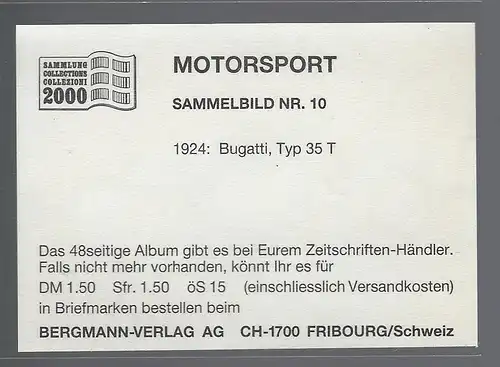 SAMMLUNG
COLLECTIONS
COLLEZIONI
2000
MOTORSPORT
SAMMELBILD NR. 10
1924: Bugatti, Typ 35 T
Das 48seitige Album gibt es bei Eurem Zeitschriften-Händler.
Falls nicht mehr vorhanden, könnt Ihr es für
DM 1.50 Sfr. 1.50 öS 15 (einschliesslich Versandkosten)
in Briefmarken bestellen beim
BERGMANN-VERLAG AG CH-1700 FRIBOURG/Schweiz